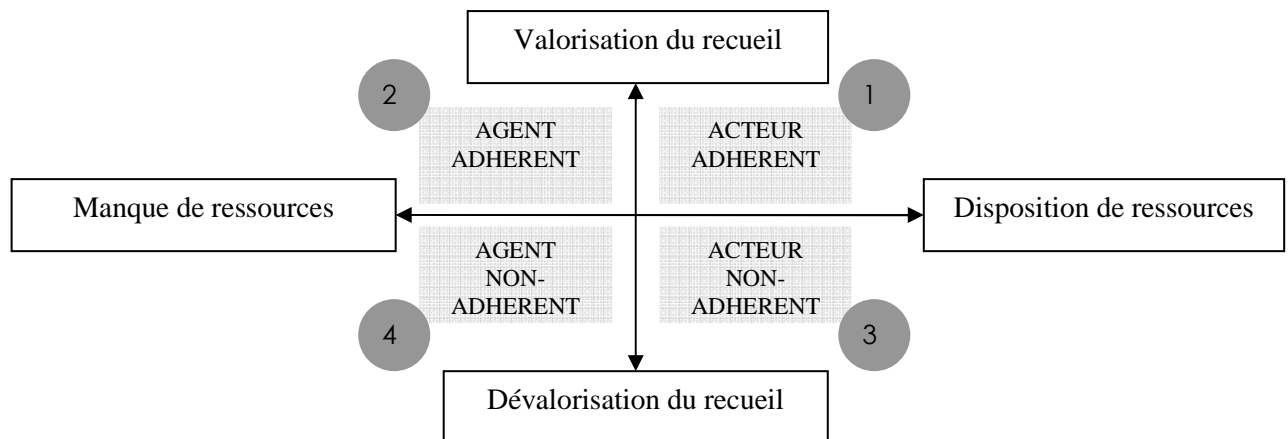 Valorisation du recueil
2
1
AGENT
ADHERENT
ACTEUR
ADHERENT
Manque de ressources
Disposition de ressources
AGENT
NON-
ADHERENT
ACTEUR
NON-
ADHERENT
4
3
Dévalorisation du recueil